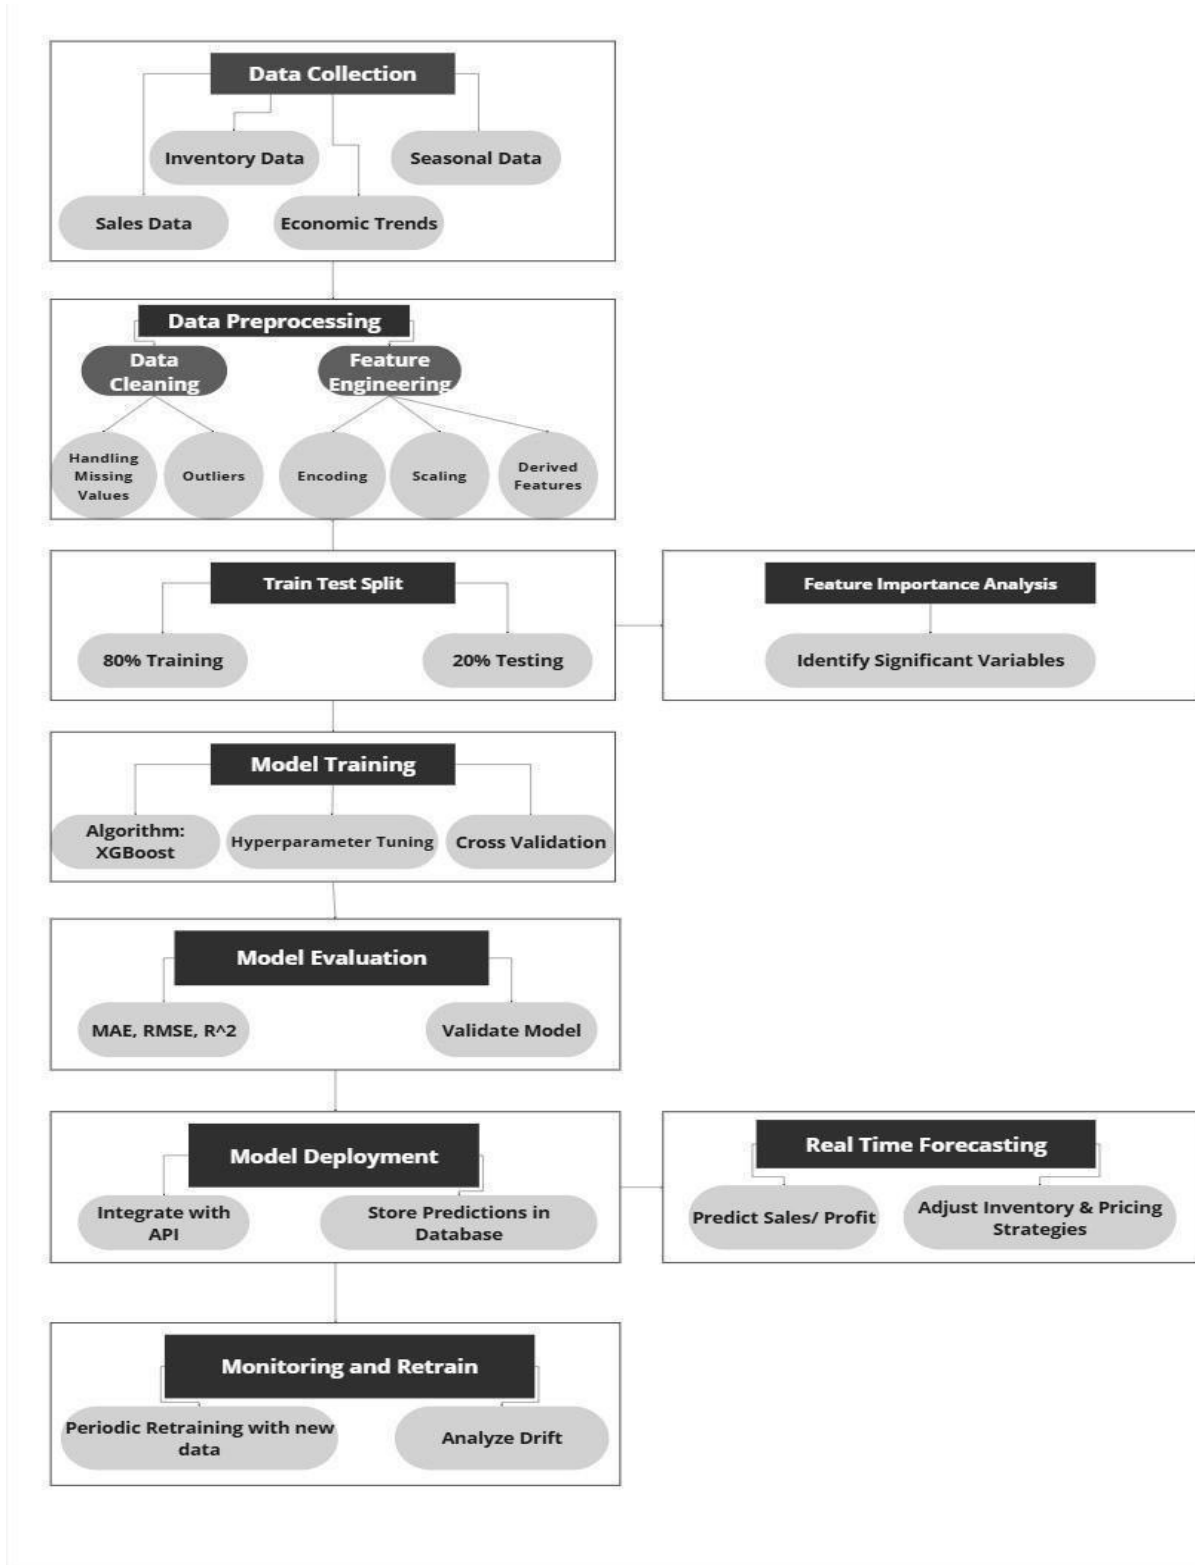 Data Collection
Inventory Data
Seasonal Data
Sales Data
Economic Trends
Data Preprocessing
Data
Cleaning
Feature
Engineering
Handling
Missing
Values
Outliers
Encoding
Scaling
Derived
Features
Train Test Split
80% Training
20% Testing
Feature Importance Analysis
Identify Significant Variables
Model Training
Algorithm:
XGBoost
Hyperparameter Tuning
Cross Validation
Model Evaluation
MAE, RMSE, R^2
Validate Model
Model Deployment
Integrate with
API
Store Predictions in
Database
Real Time Forecasting
Predict Sales/ Profit
Adjust Inventory & Pricing
Strategies
Monitoring and Retrain
Periodic Retraining with new
data
Analyze Drift